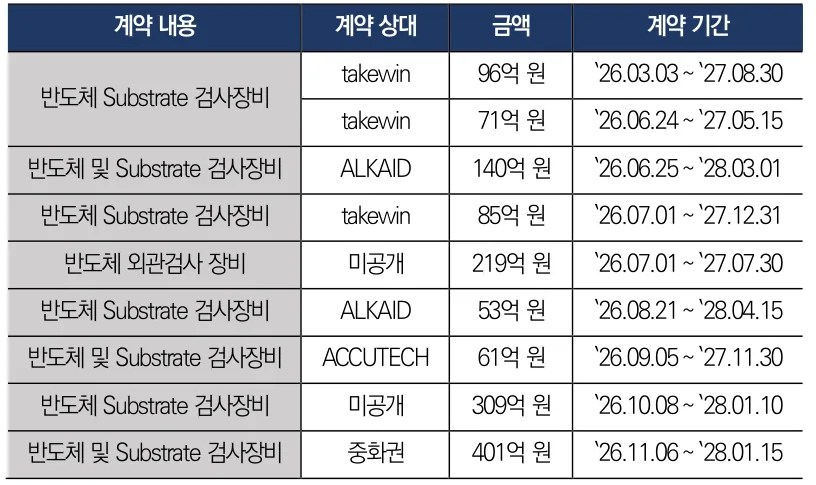 계약 내용 계약 상대 금액 계약 기간
반도체 Substrate 검사장비 takewin 96억 원 ‵26.03.03 ~ ‵27.08.30
takewin 71억 원 ‵26.06.24 ~ ‵27.05.15
반도체 및 Substrate 검사장비 ALKAID 140억 원 ‵26.06.25 ~ ‵28.03.01
반도체 Substrate 검사장비 takewin 85억 원 ‵26.07.01 ~ ‵27.12.31
반도체 외관검사 장비 미공개 219억 원 ‵26.07.01 ~ ‵27.07.30
반도체 Substrate 검사장비 ALKAID 53억 원 ‵26.08.21 ~ ‵28.04.15
반도체 및 Substrate 검사장비 ACCUTECH 61억 원 ‵26.09.05 ~ ‵27.11.30
반도체 Substrate 검사장비 미공개 309억 원 ‵26.10.08 ~ ‵28.01.10
반도체 및 Substrate 검사장비 중화권 401억 원 ‵26.11.06 ~ ‵28.01.15